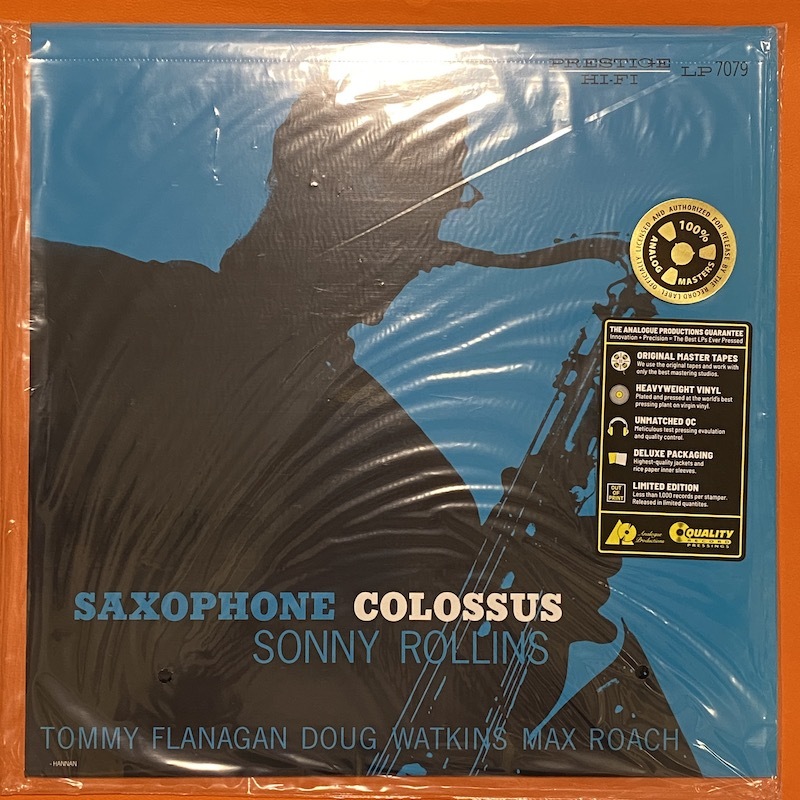 PRESTIGE
HI-FI
LP 7079
OFFICIALLY LICENSED AND AUTHORIZED FOR RELEASE BY THE RECORD LABEL
100%
ANALOG
MASTERS
THE ANALOGUE PRODUCTIONS GUARANTEE
Innovation + Precision = The Best LPs Ever Pressed
ORIGINAL MASTER TAPES
We use the original tapes and work with
only the best mastering studios.
HEAVYWEIGHT VINYL
Plated and pressed at the world's best
pressing plant on virgin vinyl.
UNMATCHED QC
Meticulous test pressing evaulation
and quality control.
DELUXE PACKAGING
Highest-quality jackets and
rice paper inner sleeves.
OUT
OF
PRINT
LIMITED EDITION
Less than 1,000 records per stamper.
Released in limited quantites.
Analogue
Productions
QUALITY
RECORD
PRESSINGS
SAXOPHONE COLOSSUS
SONNY ROLLINS
TOMMY FLANAGAN DOUG WATKINS MAX ROACH
- HANNAN